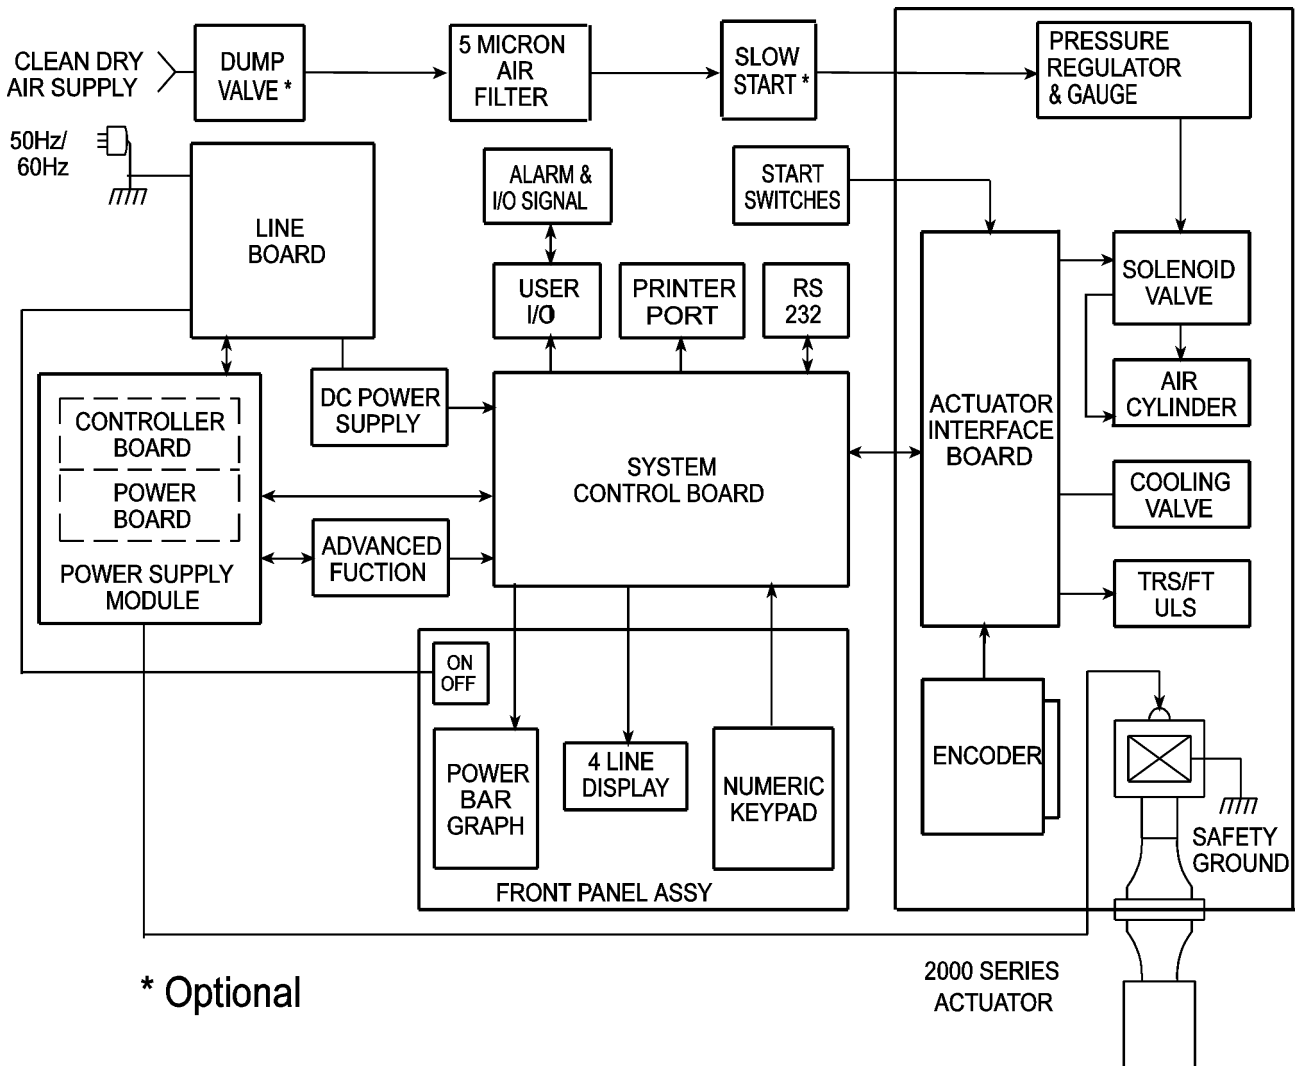 CLEAN DRY
AIR SUPPLY
DUMP
VALVE *
5 MICRON
AIR
FILTER
SLOW
START *
PRESSURE
REGULATOR
& GAUGE
50Hz/
60Hz
LINE
BOARD
ALARM &
I/O SIGNAL
START
SWITCHES
USER
I/O
PRINTER
PORT
RS
232
SOLENOID
VALVE
DC POWER
SUPPLY
AIR
CYLINDER
CONTROLLER
BOARD
POWER
BOARD
POWER SUPPLY
MODULE
SYSTEM
CONTROL BOARD
ACTUATOR
INTERFACE
BOARD
COOLING
VALVE
ADVANCED
FUCTION
TRS/FT
ULS
ON
OFF
POWER
BAR
GRAPH
4 LINE
DISPLAY
NUMERIC
KEYPAD
ENCODER
SAFETY
GROUND
FRONT PANEL ASSY
* Optional
2000 SERIES
ACTUATOR